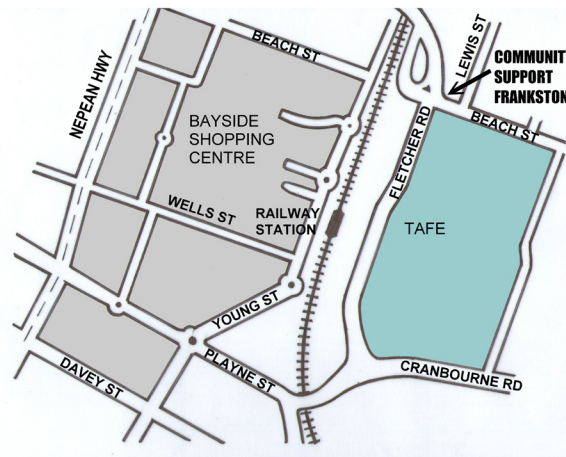 BEACH ST
LEWIS ST
COMMUNIT
SUPPORT
FRANKSTON
NEPEAN HWY
BAYSIDE
SHOPPING
CENTRE
FLETCHER RD
BEACH ST
WELLS ST
RAILWAY
STATION
TAFE
YOUNG ST
PLAYNE ST
DAVEY ST
CRANBOURNE RD